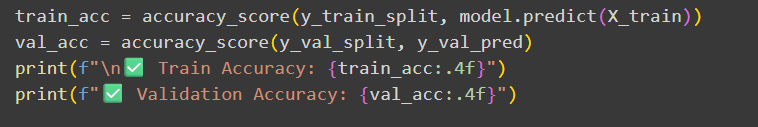 train_acc = accuracy_score(y_train_split, model.predict(X_train))
val_acc = accuracy_score(y_val_split, y_val_pred)
print(f"\n✅ Train Accuracy: {train_acc:.4f}")
print(f"✅ Validation Accuracy: {val_acc:.4f}")